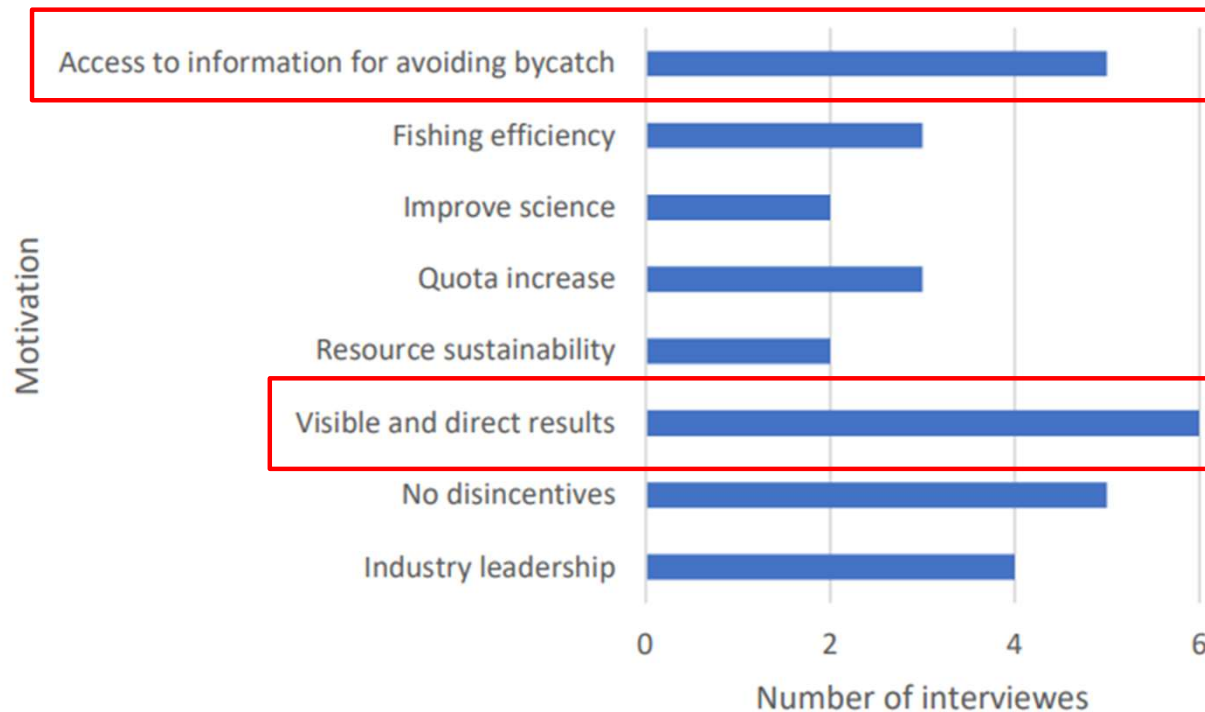 Access to information for avoiding bycatch
Fishing efficiency
Improve science
Quota increase
Resource sustainability
Visible and direct results
No disincentives
Industry leadership
Motivation
0 2 4 6
Number of interviewes